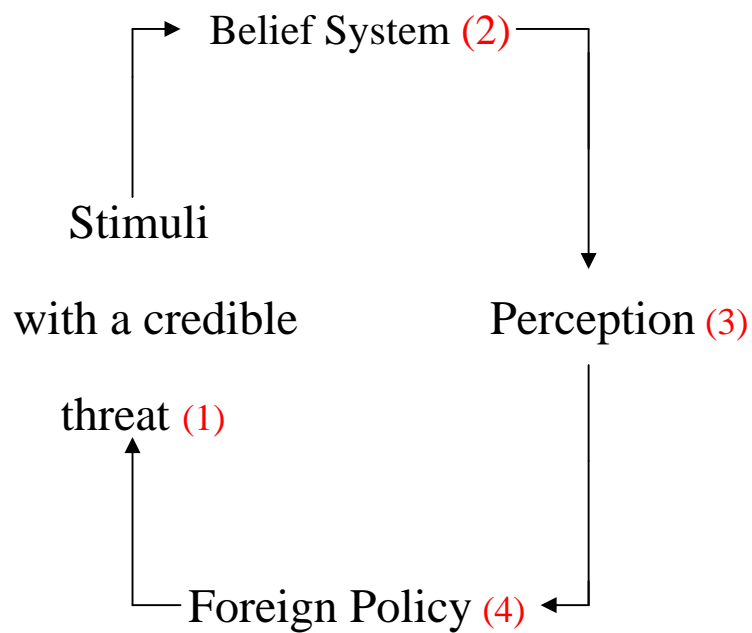 Belief System (2)
Stimuli
with a credible
threat (1)
Perception (3)
Foreign Policy (4)